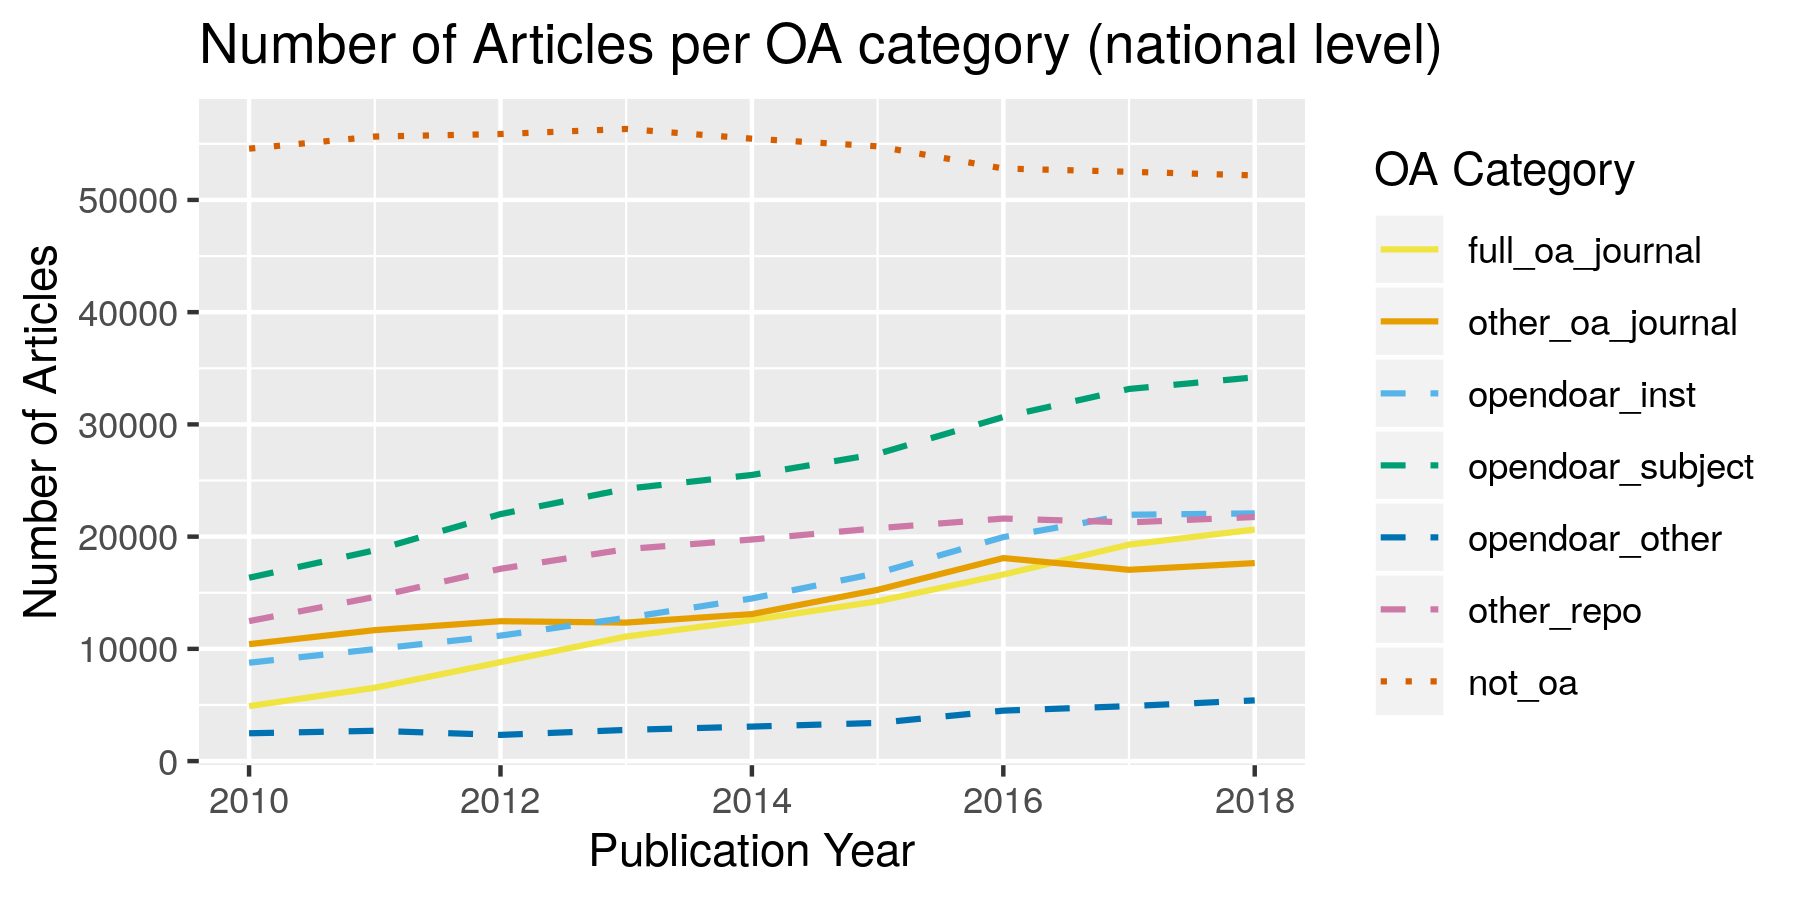 Number of Articles per OA category (national level)
Number of Articles
50000
40000
30000
20000
10000
0
2010 2012 2014 2016 2018
Publication Year
OA Category
full_oa_journal
other_oa_journal
opendoar_inst
opendoar_subject
opendoar_other
other_repo
not_oa